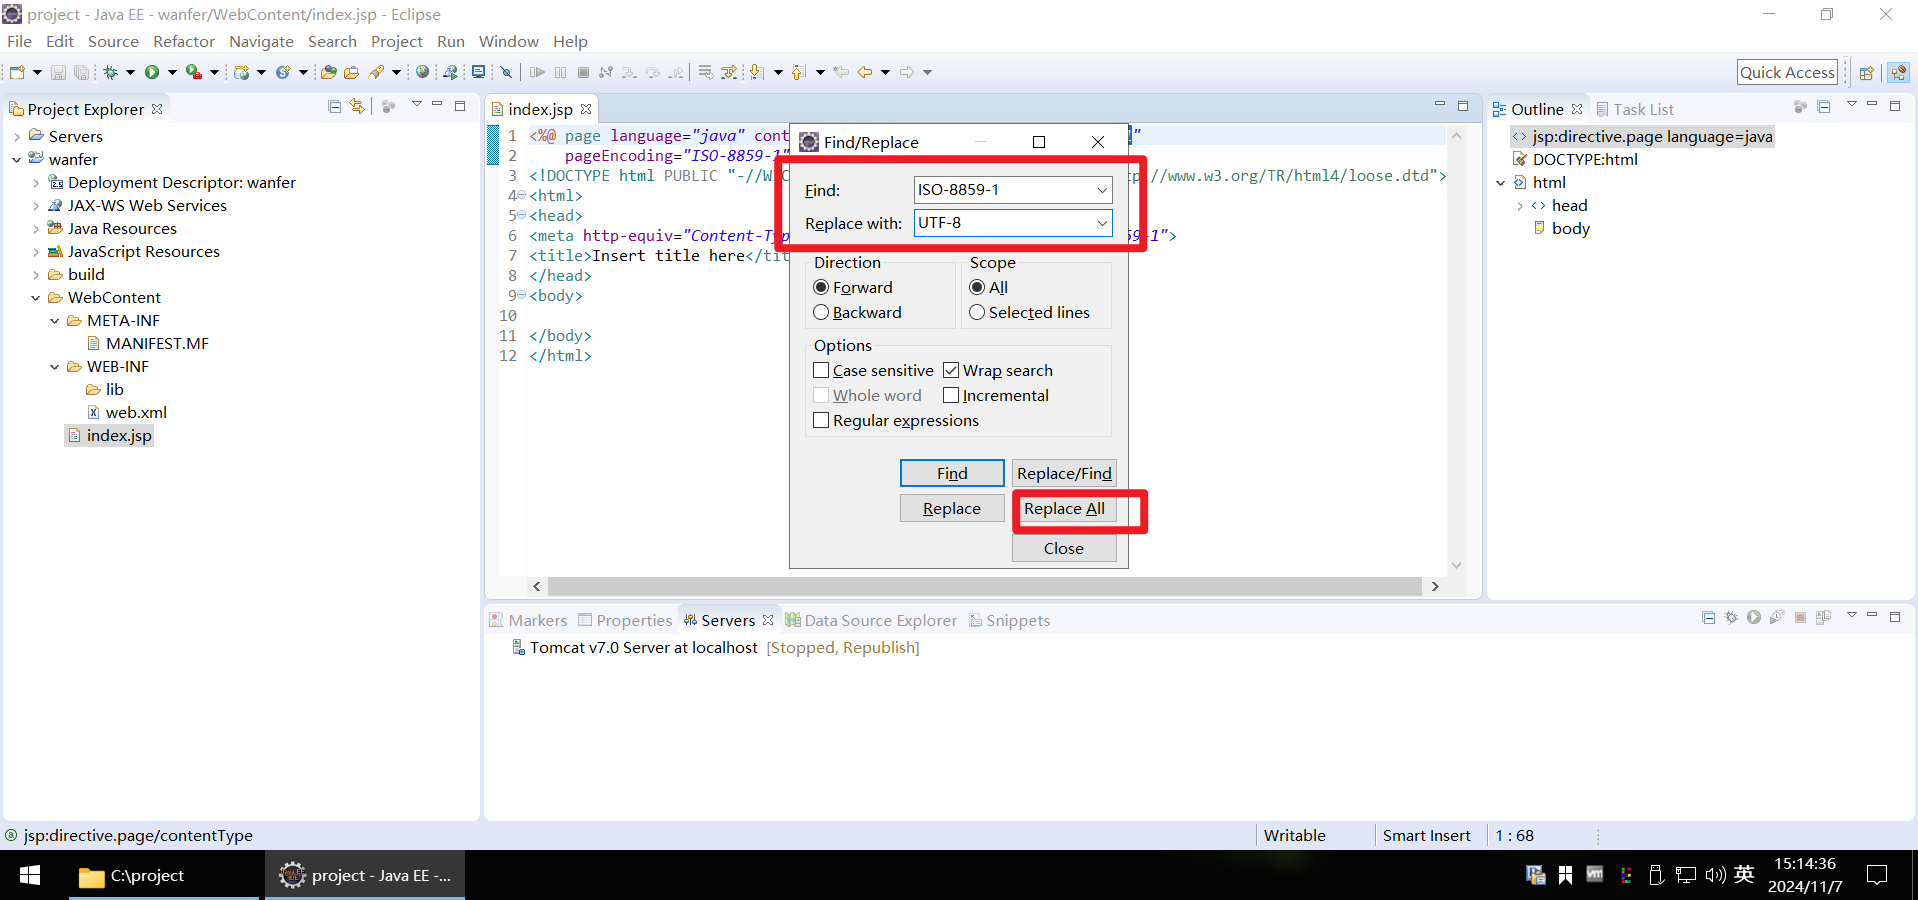 project - Java EE - wanfer/WebContent/index.jsp - Eclipse
File Edit Source Refactor Navigate Search Project Run Window Help
Quick Access
Project Explorer
Servers
wanfer
Deployment Descriptor: wanfer
JAX-WS Web Services
Java Resources
JavaScript Resources
build
WebContent
META-INF
MANIFEST.MF
WEB-INF
lib
web.xml
index.jsp
index.jsp
1 <%@ page language="java" cont 1"
2 pageEncoding="ISO-8859-1"
3 <!DOCTYPE html PUBLIC "-//W3C p://www.w3.org/TR/html4/loose.dtd">
4 <html>
5 <head>
6 <meta http-equiv="Content-Typ 59-1">
7 <title>Insert title here</tit
8 </head>
9 <body>
10
11 </body>
12 </html>
Find/Replace
Find: ISO-8859-1
Replace with: UTF-8
Direction Scope
Forward All
Backward Selected lines
Options
Case sensitive Wrap search
Whole word Incremental
Regular expressions
Find Replace/Find
Replace Replace All
Close
Outline Task List
jsp:directive.page language=java
DOCTYPE:html
html
head
body
Markers Properties Servers Data Source Explorer Snippets
Tomcat v7.0 Server at localhost [Stopped, Republish]
jsp:directive.page/contentType Writable Smart Insert 1 : 68
C:\project project - Java EE -... 英 15:14:36
2024/11/7